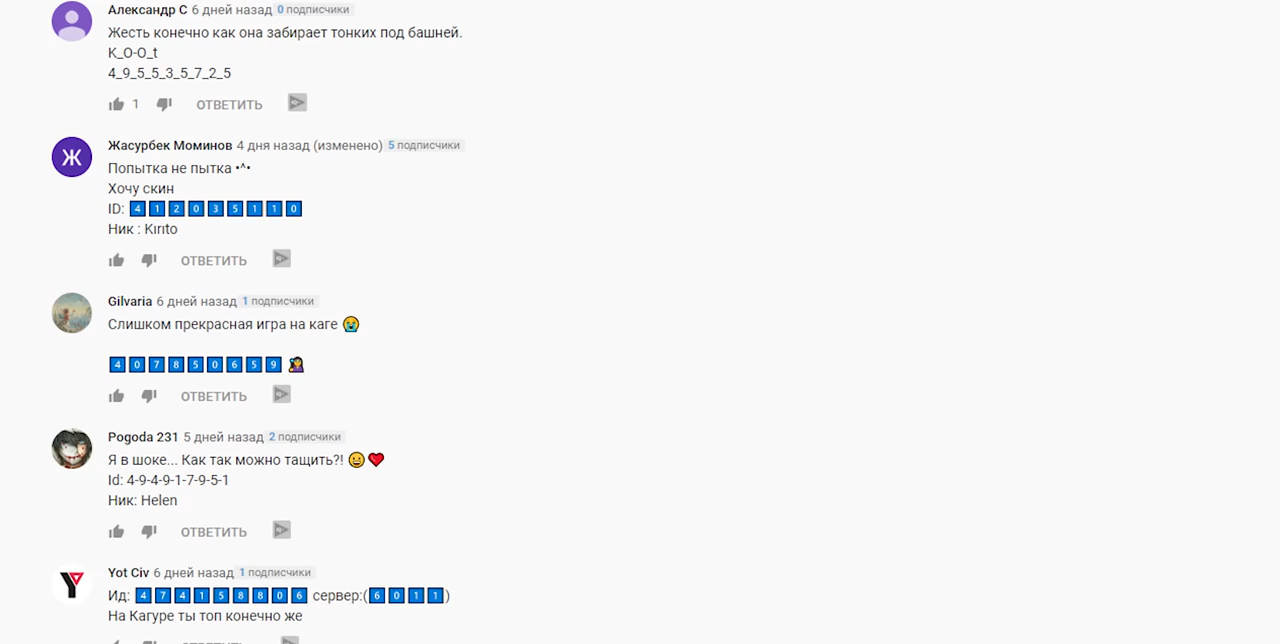 Александр С 6 дней назад 0 подписчики
Жесть конечно как она забирает тонких под башней.
K_O-O_t
4_9_5_5_3_5_7_2_5
1 ОТВЕТИТЬ
Ж
Жасурбек Моминов 4 дня назад (изменено) 5 подписчики
Попытка не пытка •^•
Хочу скин
ID: 4 1 2 0 3 5 1 1 0
Ник : Kırıto
ОТВЕТИТЬ
Gilvaria 6 дней назад 1 подписчики
Слишком прекрасная игра на каге 😭
4 0 7 8 5 0 6 5 9 🤦‍♀️
ОТВЕТИТЬ
Pogoda 231 5 дней назад 2 подписчики
Я в шоке... Как так можно тащить?! 😀❤️
Id: 4-9-4-9-1-7-9-5-1
Ник: Helen
ОТВЕТИТЬ
Yot Civ 6 дней назад 1 подписчики
Ид: 4 7 4 1 5 8 8 0 6 сервер:(6 0 1 1)
На Кагуре ты топ конечно же